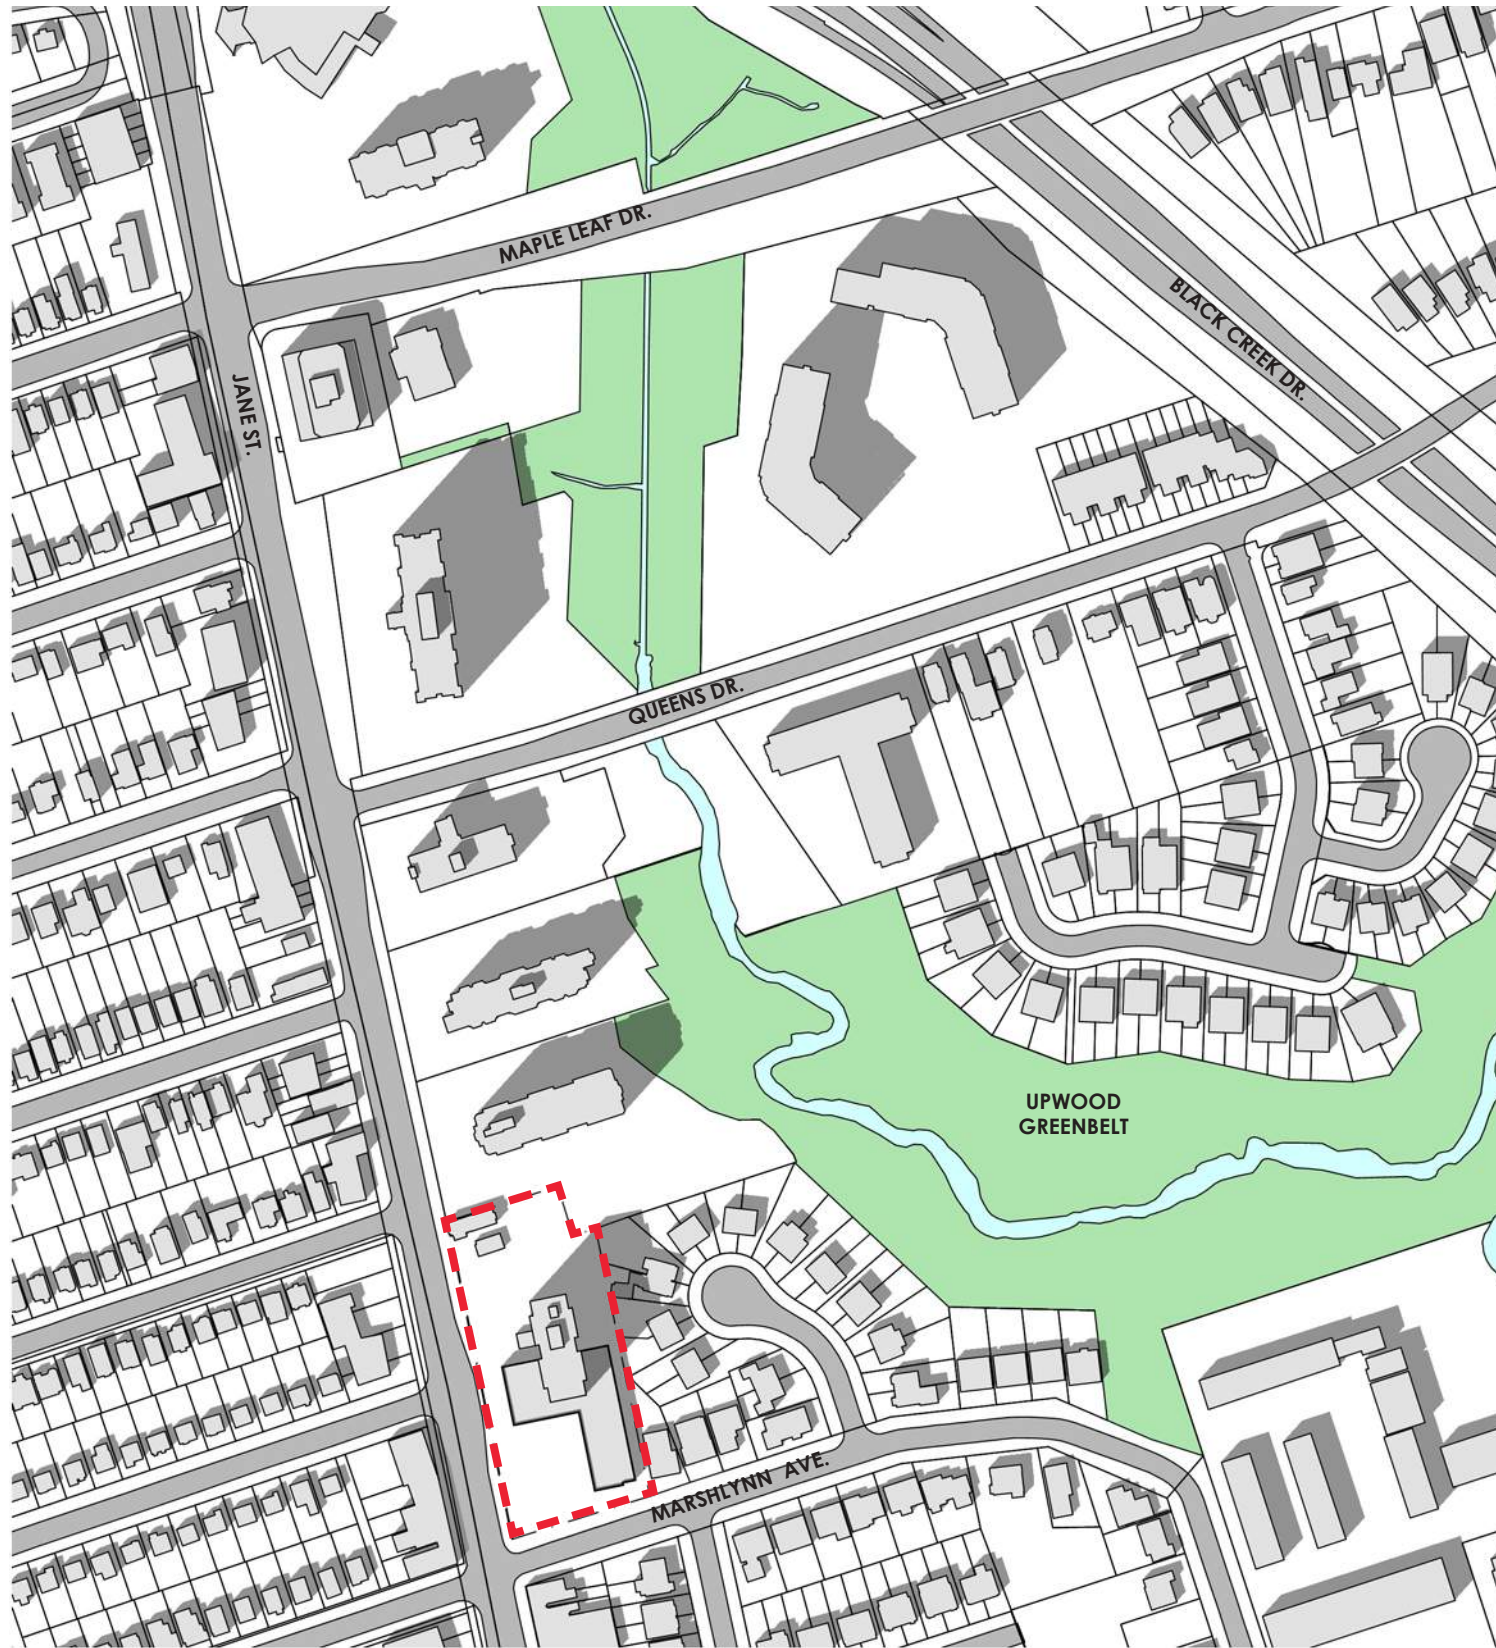 MAPLE LEAF DR.
BLACK CREEK DR.
JANE ST.
QUEENS DR.
UPWOOD
GREENBELT
MARSHLYNN AVE.